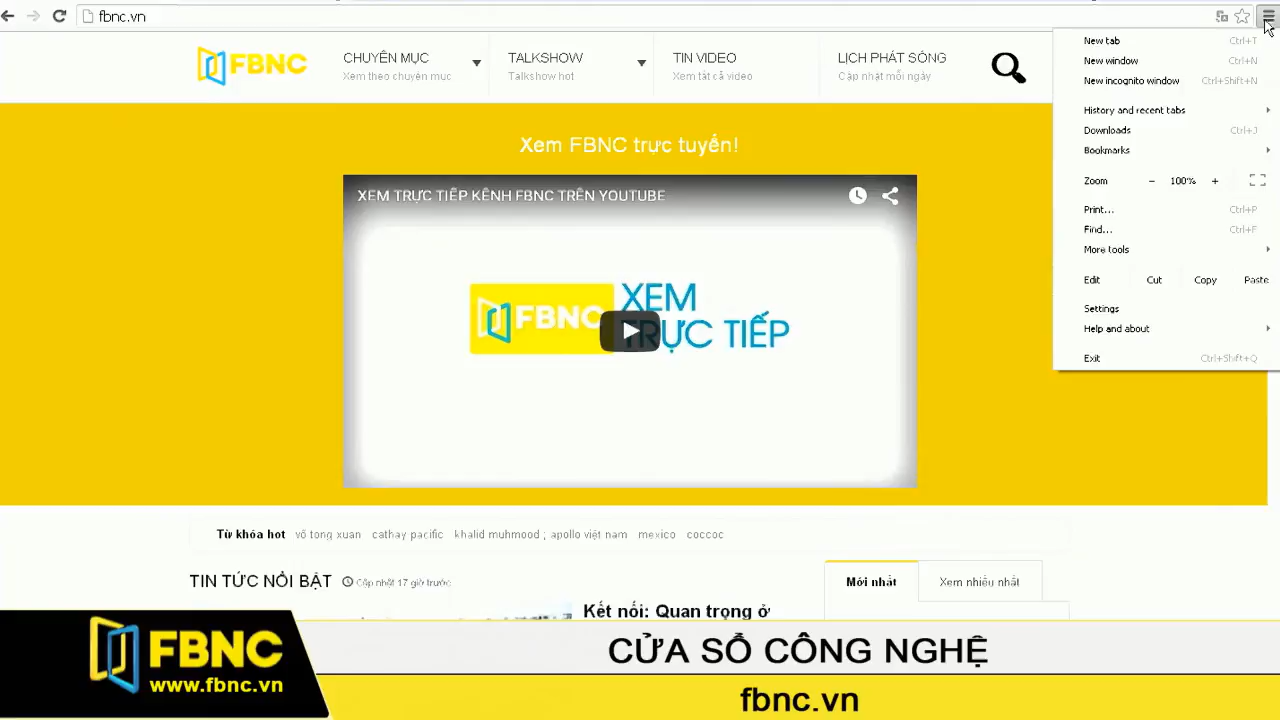 fbnc.vn
FBNC
CHUYÊN MỤC
Xem theo chuyên mục
TALKSHOW
Talkshow hot
TIN VIDEO
Xem tất cả video
LỊCH PHÁT SÓNG
Cập nhật mỗi ngày
New tab Ctrl+T
New window Ctrl+N
New incognito window Ctrl+Shift+N
History and recent tabs
Downloads Ctrl+J
Bookmarks
Zoom − 100% +
Print... Ctrl+P
Find... Ctrl+F
More tools
Edit Cut Copy Paste
Settings
Help and about
Exit Ctrl+Shift+Q
Xem FBNC trực tuyến!
XEM TRỰC TIẾP KÊNH FBNC TRÊN YOUTUBE
FBNC
XEM
TRỰC TIẾP
Từ khóa hot võ tong xuan cathay pacific khalid muhmood ; apollo việt nam mexico coccoc
TIN TỨC NỔI BẬT Cập nhật 17 giờ trước
Mới nhất Xem nhiều nhất
Kết nối: Quan trọng ở
FBNC
www.fbnc.vn
CỬA SỔ CÔNG NGHỆ
fbnc.vn